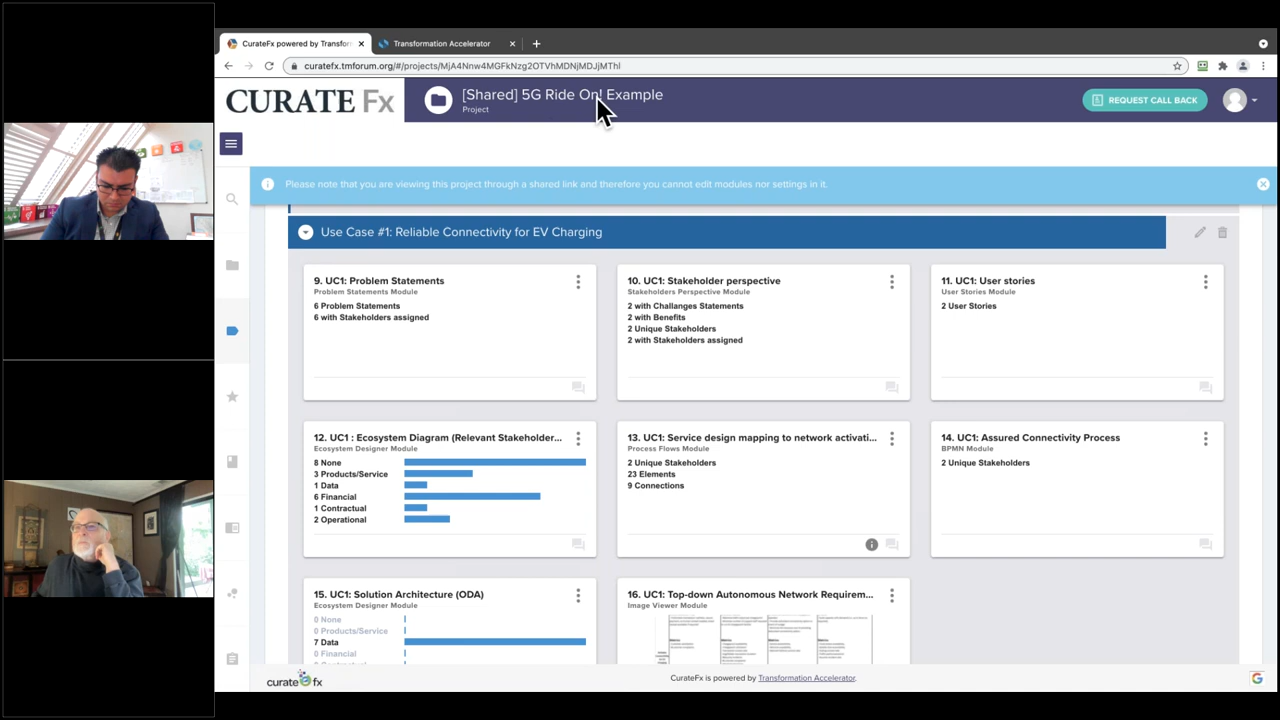 CurateFx powered by Transform
Transformation Accelerator
curatefx.tmforum.org/#/projects/MjA4Nnw4MGFkNzg2OTVhMDNjMDJjMThl
CURATE Fx
[Shared] 5G Ride On! Example
Project
REQUEST CALL BACK
Please note that you are viewing this project through a shared link and therefore you cannot edit modules nor settings in it.
Use Case #1: Reliable Connectivity for EV Charging
9. UC1: Problem Statements
Problem Statements Module
6 Problem Statements
6 with Stakeholders assigned
10. UC1: Stakeholder perspective
Stakeholders Perspective Module
2 with Challanges Statements
2 with Benefits
2 Unique Stakeholders
2 with Stakeholders assigned
11. UC1: User stories
User Stories Module
2 User Stories
12. UC1 : Ecosystem Diagram (Relevant Stakeholder...
Ecosystem Designer Module
8 None
3 Products/Service
1 Data
6 Financial
1 Contractual
2 Operational
13. UC1: Service design mapping to network activati...
Process Flows Module
2 Unique Stakeholders
23 Elements
9 Connections
14. UC1: Assured Connectivity Process
BPMN Module
2 Unique Stakeholders
15. UC1: Solution Architecture (ODA)
Ecosystem Designer Module
0 None
0 Products/Service
7 Data
0 Financial
16. UC1: Top-down Autonomous Network Requirem...
Image Viewer Module
curate fx
CurateFx is powered by Transformation Accelerator.